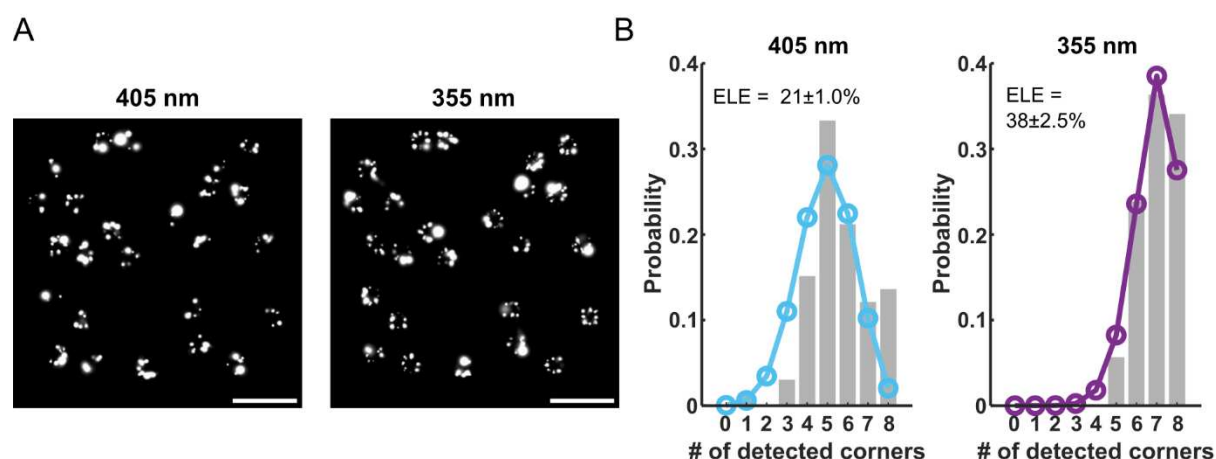 A
405 nm
355 nm
B
405 nm
355 nm
ELE = 21±1.0%
ELE =
38±2.5%
Probability
0.4
0.3
0.2
0.1
0
0 1 2 3 4 5 6 7 8
# of detected corners
Probability
0.4
0.3
0.2
0.1
0
0 1 2 3 4 5 6 7 8
# of detected corners